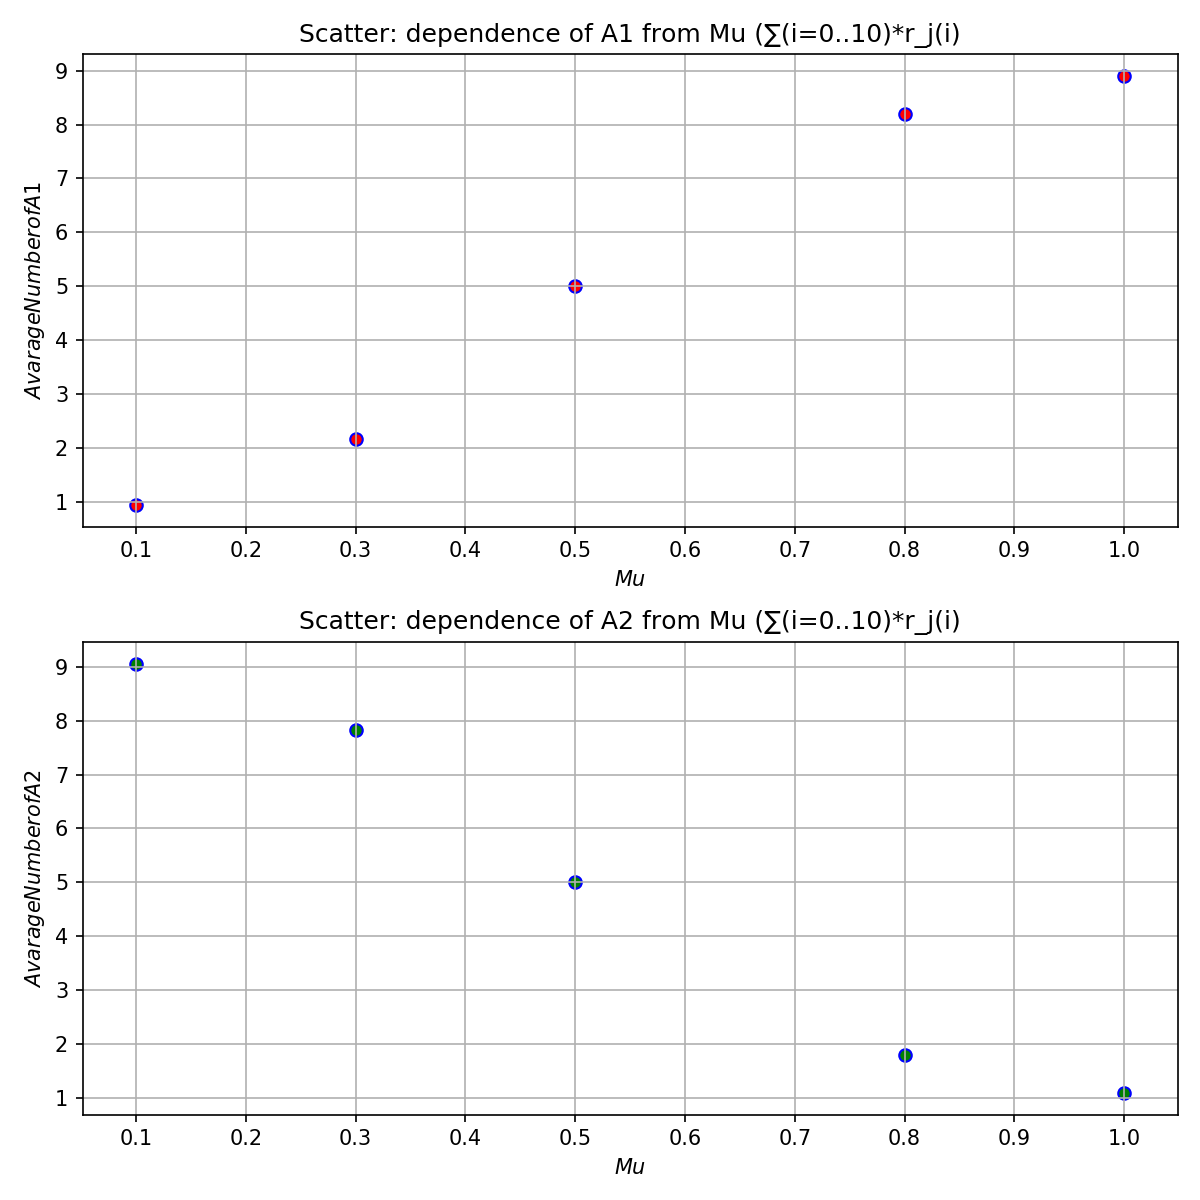 Scatter: dependence of A1 from Mu (∑(i=0..10)*r_j(i)
AvarageNumberofA1
9
8
7
6
5
4
3
2
1
0.1 0.2 0.3 0.4 0.5 0.6 0.7 0.8 0.9 1.0
Mu
Scatter: dependence of A2 from Mu (∑(i=0..10)*r_j(i)
AvarageNumberofA2
9
8
7
6
5
4
3
2
1
0.1 0.2 0.3 0.4 0.5 0.6 0.7 0.8 0.9 1.0
Mu